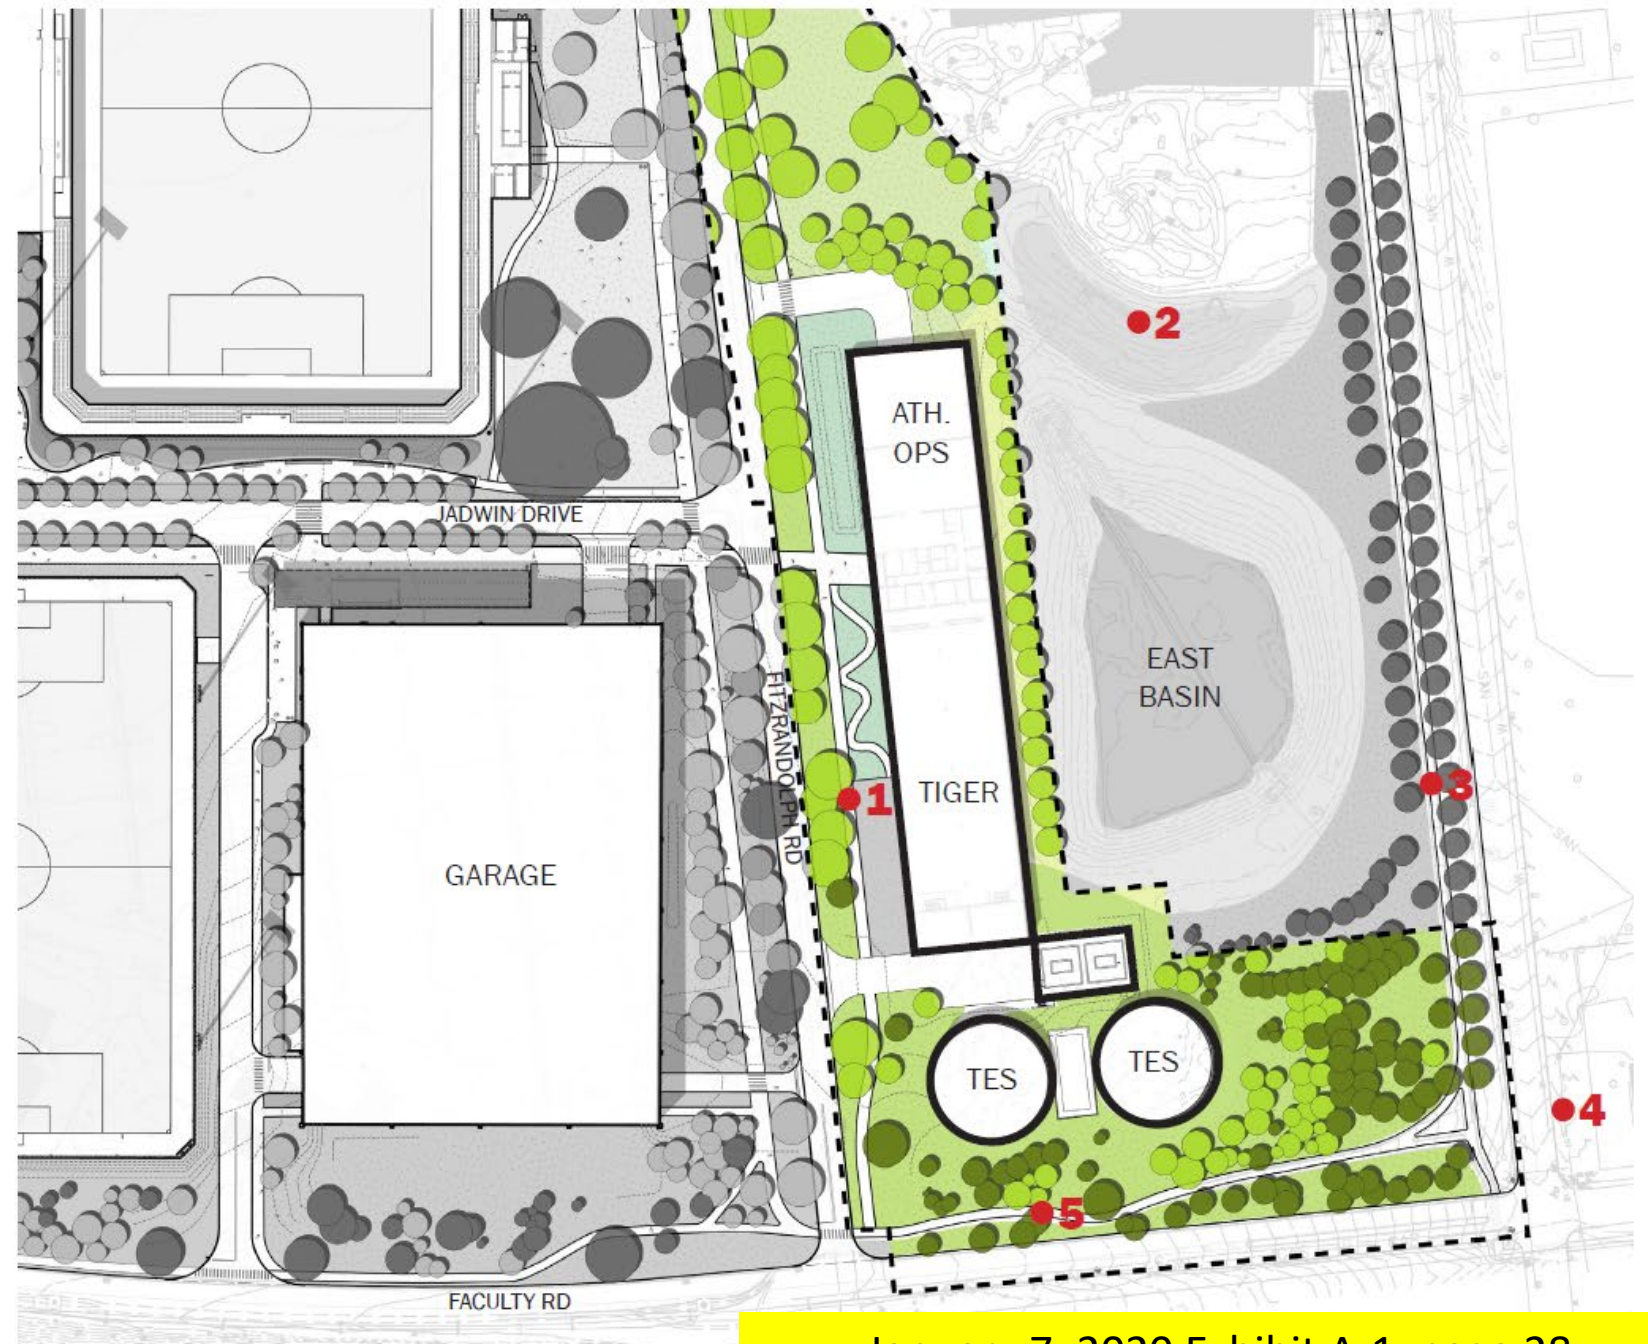 2
ATH.
OPS
JADWIN DRIVE
EAST
BASIN
FITZRANDOLPH RD
TIGER
1
3
GARAGE
TES
TES
4
5
FACULTY RD